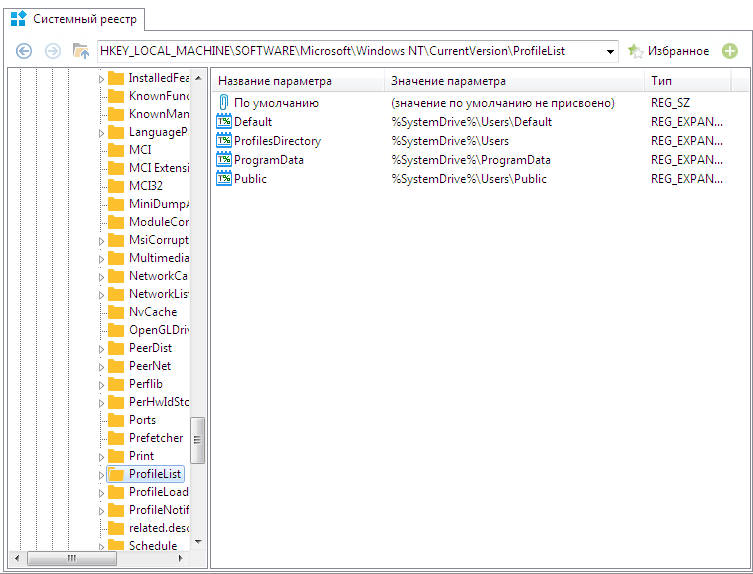 Системный реестр
HKEY_LOCAL_MACHINE\SOFTWARE\Microsoft\Windows NT\CurrentVersion\ProfileList
Избранное
InstalledFea
KnownFunc
KnownMan
LanguageP
MCI
MCI Extensi
MCI32
MiniDumpA
ModuleCor
MsiCorrupt
Multimedia
NetworkCa
NetworkList
NvCache
OpenGLDriv
PeerDist
PeerNet
Perflib
PerHwIdSto
Ports
Prefetcher
Print
ProfileList
ProfileLoad
ProfileNotif
related.desc
Schedule
Название параметра Значение параметра Тип
По умолчанию (значение по умолчанию не присвоено) REG_SZ
Default %SystemDrive%\Users\Default REG_EXPAN...
ProfilesDirectory %SystemDrive%\Users REG_EXPAN...
ProgramData %SystemDrive%\ProgramData REG_EXPAN...
Public %SystemDrive%\Users\Public REG_EXPAN...